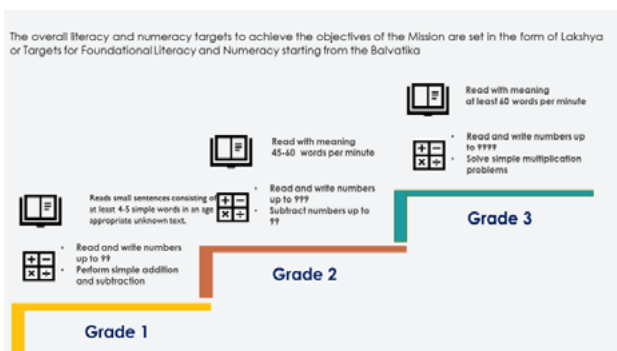 The overall literacy and numeracy targets to achieve the objectives of the Mission are set in the form of Lakshya
or Targets for Foundational Literacy and Numeracy starting from the Balvatika
Read with meaning
at least 60 words per minute
• Read and write numbers up
to 9999
• Solve simple multiplication
problems
Grade 3
Read with meaning
45-60 words per minute
• Read and write numbers
up to 999
• Subtract numbers up to
99
Grade 2
Reads small sentences consisting of
at least 4-5 simple words in an age
appropriate unknown text.
• Read and write numbers
up to 99
• Perform simple addition
and subtraction
Grade 1